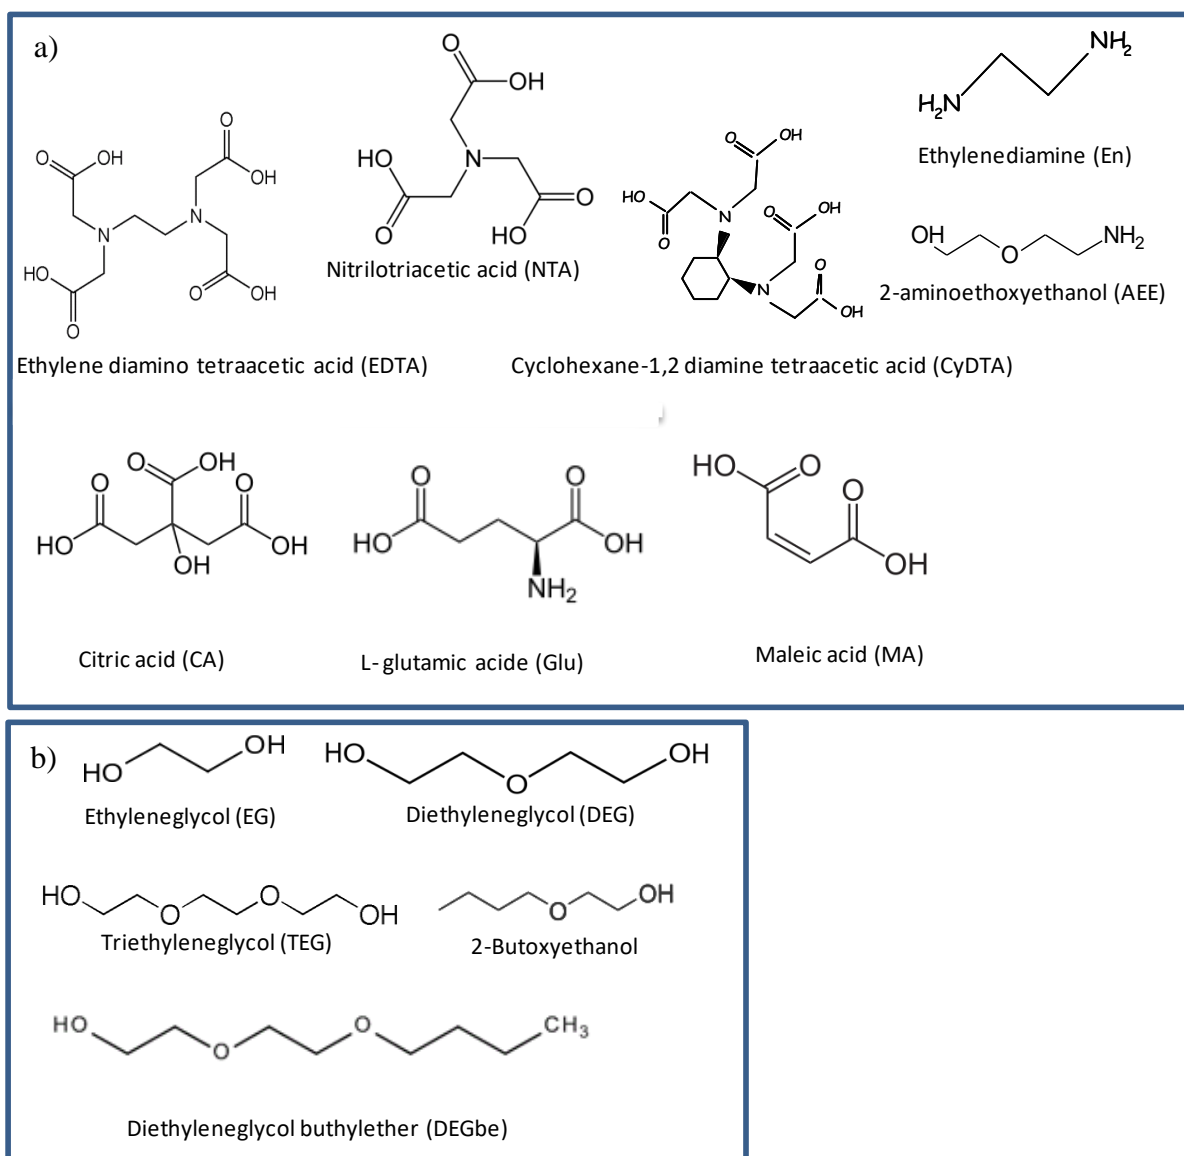 a)
O
OH
O
OH
O
OH
N
N
HO
O
O
OH
Ethylene diamino tetraacetic acid (EDTA)
O
OH
HO
N
O
O
HO
Nitrilotriacetic acid (NTA)
O
OH
HO
O
N
O
OH
N
O
OH
Cyclohexane-1,2 diamine tetraacetic acid (CyDTA)
NH2
H2N
Ethylenediamine (En)
OH
O
NH2
2-aminoethoxyethanol (AEE)
O
OH
O
O
HO
OH
OH
Citric acid (CA)
O
O
HO
OH
NH2
L-glutamic acide (Glu)
HO
O
O
OH
Maleic acid (MA)
b)
HO
OH
Ethyleneglycol (EG)
HO
O
OH
Diethyleneglycol (DEG)
HO
O
O
OH
Triethyleneglycol (TEG)
O
OH
2-Butoxyethanol
HO
O
O
CH3
Diethyleneglycol buthylether (DEGbe)